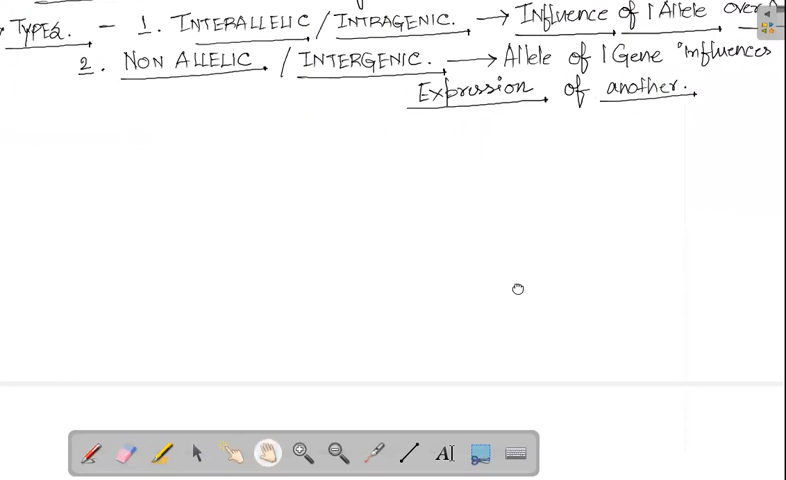 TYPES - 1. INTERALLELIC / INTRAGENIC. → Influence of 1 Allele over
2. NON ALLELIC / INTERGENIC. → Allele of 1 Gene influences
Expression of another.
AI